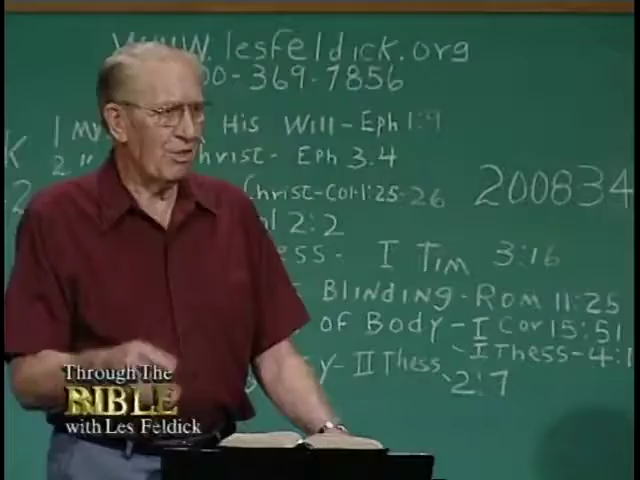 www.lesfeldick.org
00-369-7856
1 My His Will-Eph 1:9
2 " Christ- Eph 3.4
Christ-Col-1:25-26
200834
2:2
ess- I Tim 3:16
Blinding-Rom 11:25
of Body-I Cor 15:51
I Thess-4:1
y-II Thess
2:7
Through The
BIBLE
with Les Feldick